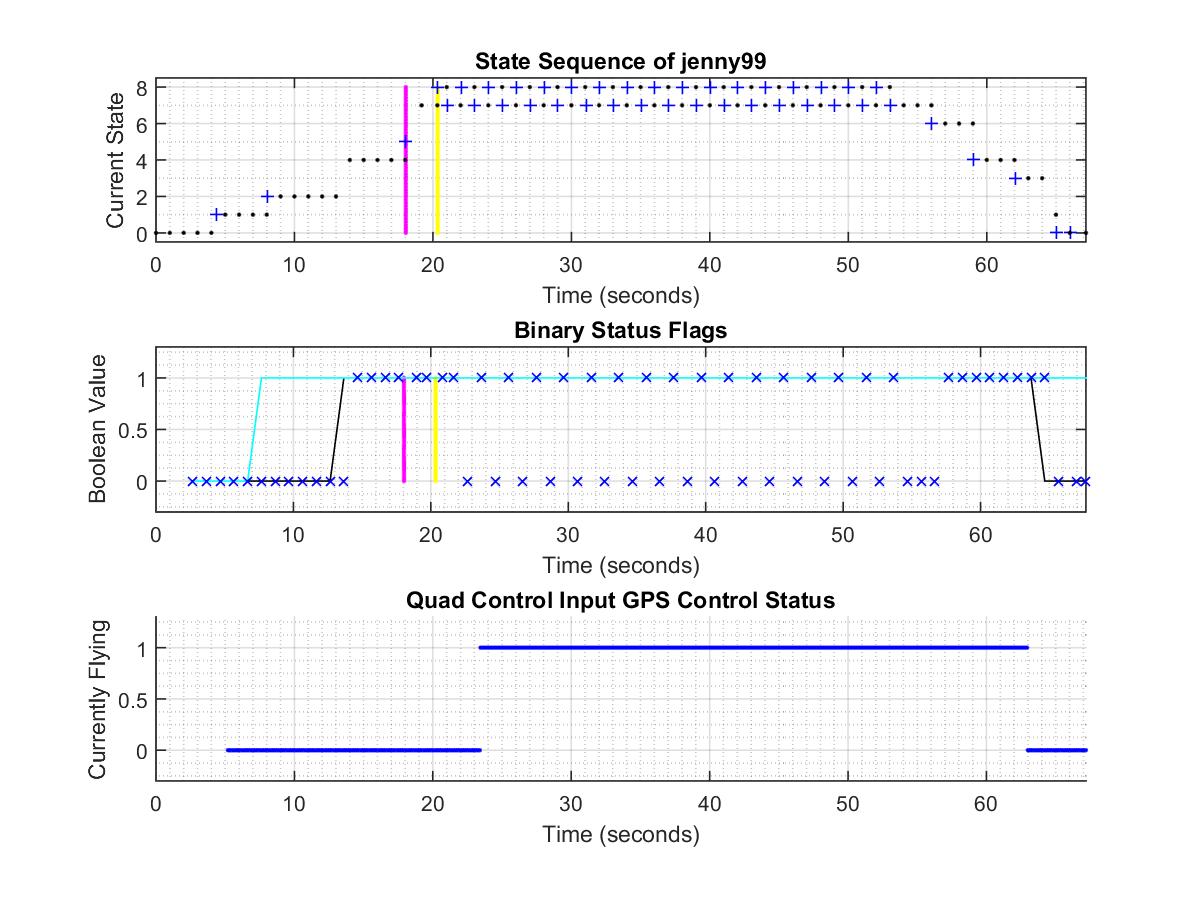 State Sequence of jenny99
Current State
8
6
4
2
0
0 10 20 30 40 50 60
Time (seconds)
Binary Status Flags
Boolean Value
1
0.5
0
0 10 20 30 40 50 60
Time (seconds)
Quad Control Input GPS Control Status
Currently Flying
1
0.5
0
0 10 20 30 40 50 60
Time (seconds)